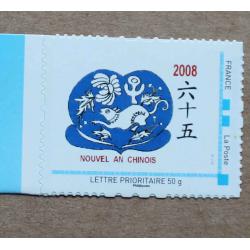 2008
六十五
NOUVEL AN CHINOIS
LETTRE PRIORITAIRE 50 g
FRANCE
La Poste